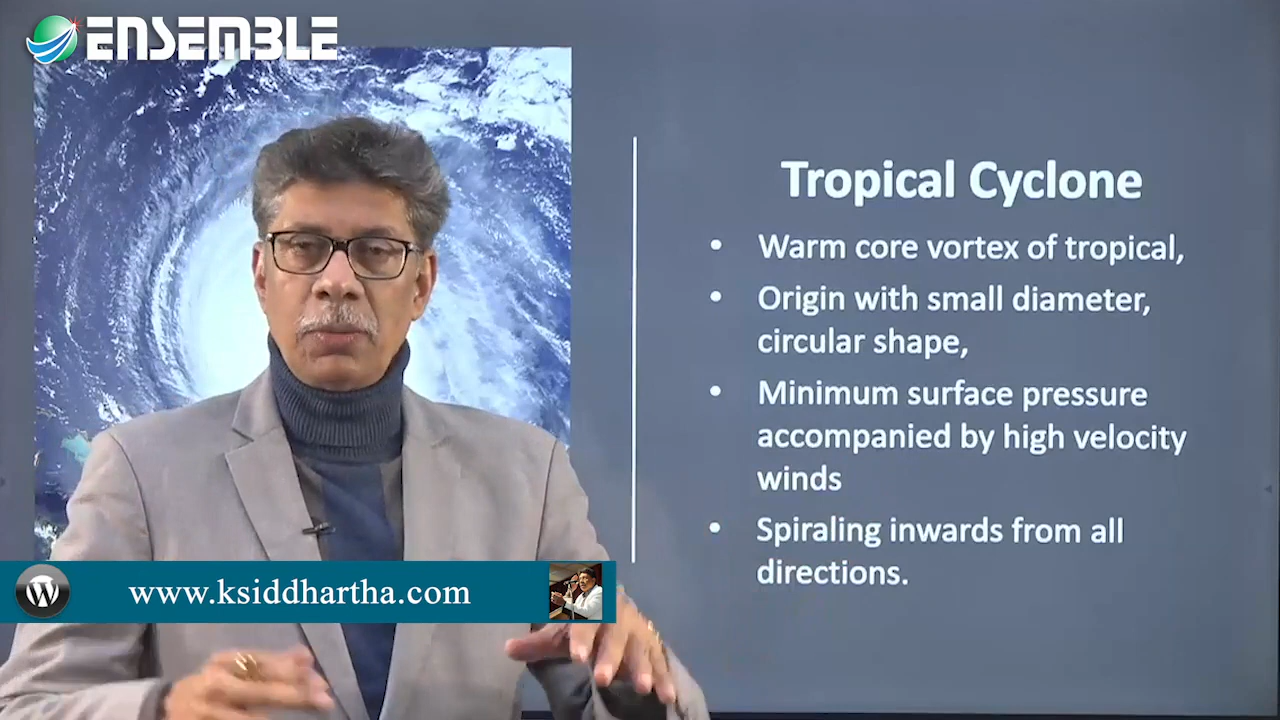 ENSEMBLE
Tropical Cyclone
• Warm core vortex of tropical,
• Origin with small diameter,
circular shape,
• Minimum surface pressure
accompanied by high velocity
winds
• Spiraling inwards from all
directions.
www.ksiddhartha.com